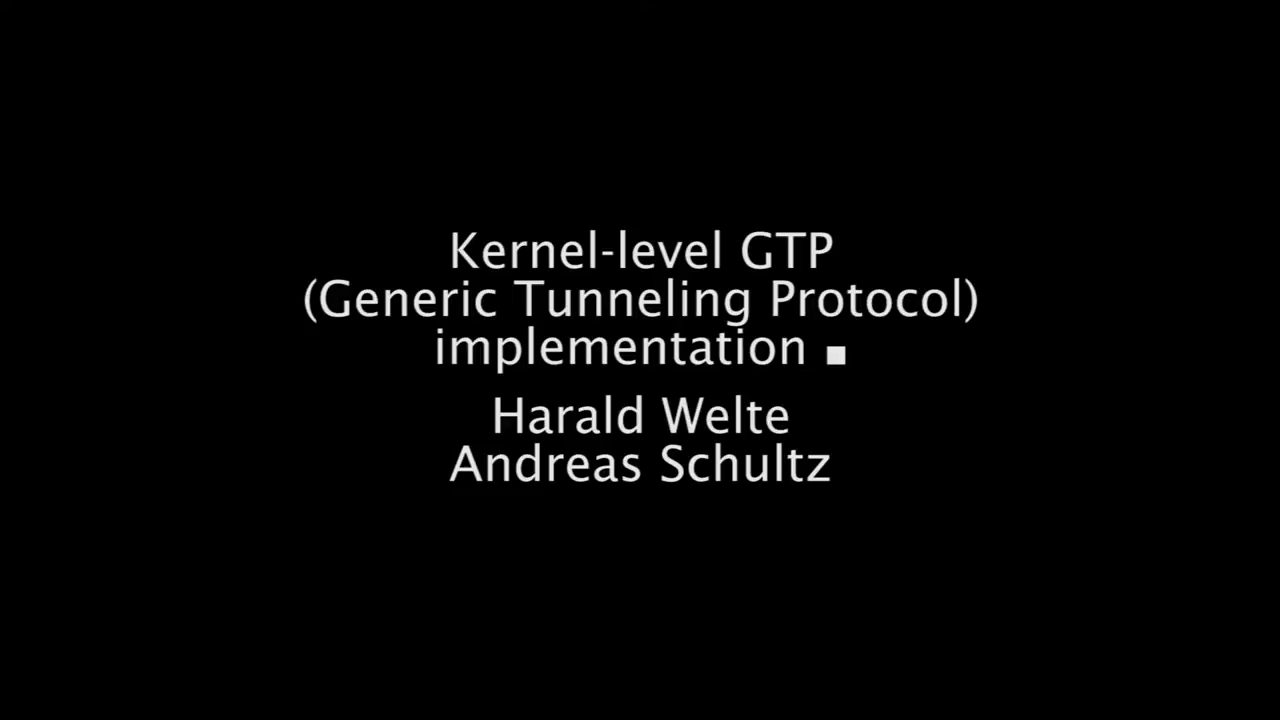 Kernel-level GTP
(Generic Tunneling Protocol)
implementation ■
Harald Welte
Andreas Schultz